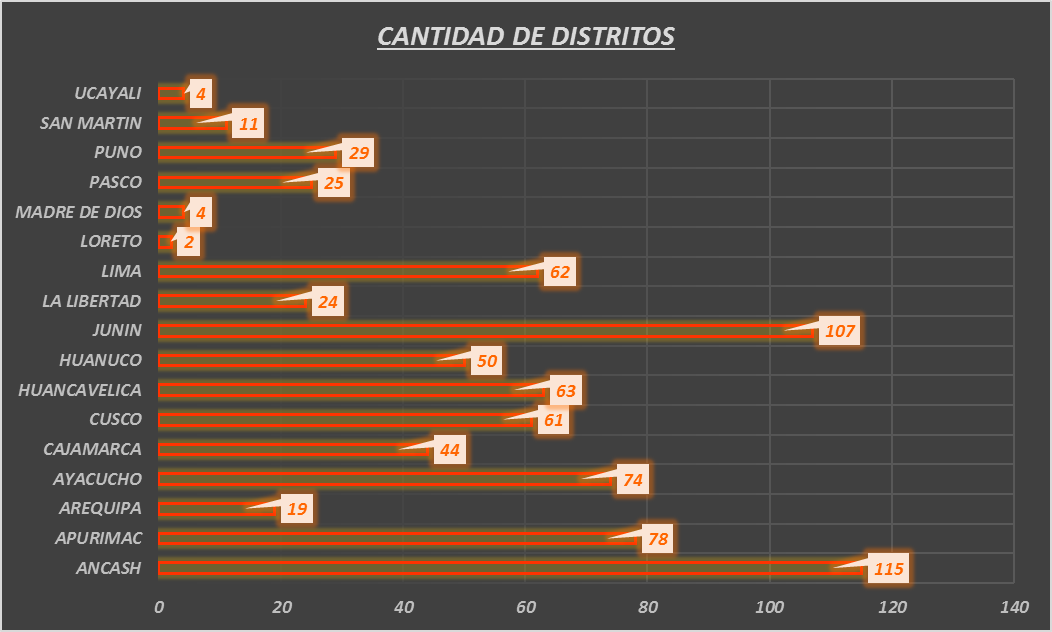 CANTIDAD DE DISTRITOS
UCAYALI 4
SAN MARTIN 11
PUNO 29
PASCO 25
MADRE DE DIOS 4
LORETO 2
LIMA 62
LA LIBERTAD 24
JUNIN 107
HUANUCO 50
HUANCAVELICA 63
CUSCO 61
CAJAMARCA 44
AYACUCHO 74
AREQUIPA 19
APURIMAC 78
ANCASH 115
0 20 40 60 80 100 120 140